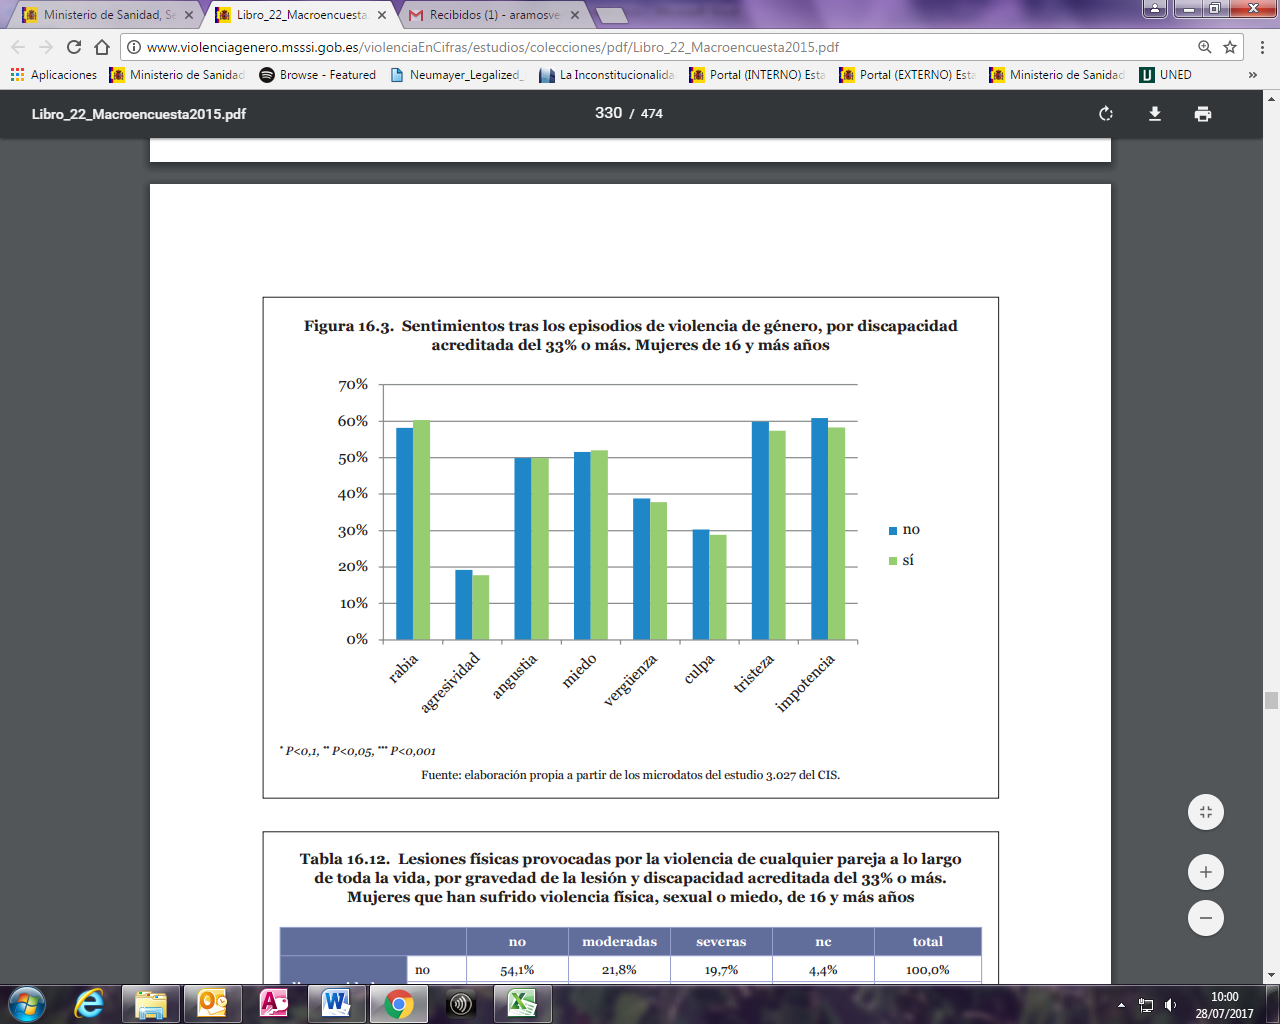 Ministerio de Sanidad, Se
Libro_22_Macroencuesta
Recibidos (1) - aramosve
www.violenciagenero.msssi.gob.es/violenciaEnCifras/estudios/colecciones/pdf/Libro_22_Macroencuesta2015.pdf
Aplicaciones
Ministerio de Sanidad
Browse - Featured
Neumayer_Legalized_
La Inconstitucionalida
Portal (INTERNO) Esta
Portal (EXTERNO) Esta
Ministerio de Sanidad
U UNED
»
Libro_22_Macroencuesta2015.pdf
330 / 474
Figura 16.3. Sentimientos tras los episodios de violencia de género, por discapacidad
acreditada del 33% o más. Mujeres de 16 y más años
70%
60%
50%
40%
30%
20%
10%
0%
rabia
agresividad
angustia
miedo
vergüenza
culpa
tristeza
impotencia
no
sí
* P<0,1, ** P<0,05, *** P<0,001
Fuente: elaboración propia a partir de los microdatos del estudio 3.027 del CIS.
Tabla 16.12. Lesiones físicas provocadas por la violencia de cualquier pareja a lo largo
de toda la vida, por gravedad de la lesión y discapacidad acreditada del 33% o más.
Mujeres que han sufrido violencia física, sexual o miedo, de 16 y más años
no moderadas severas nc total
no 54,1% 21,8% 19,7% 4,4% 100,0%
10:00
28/07/2017